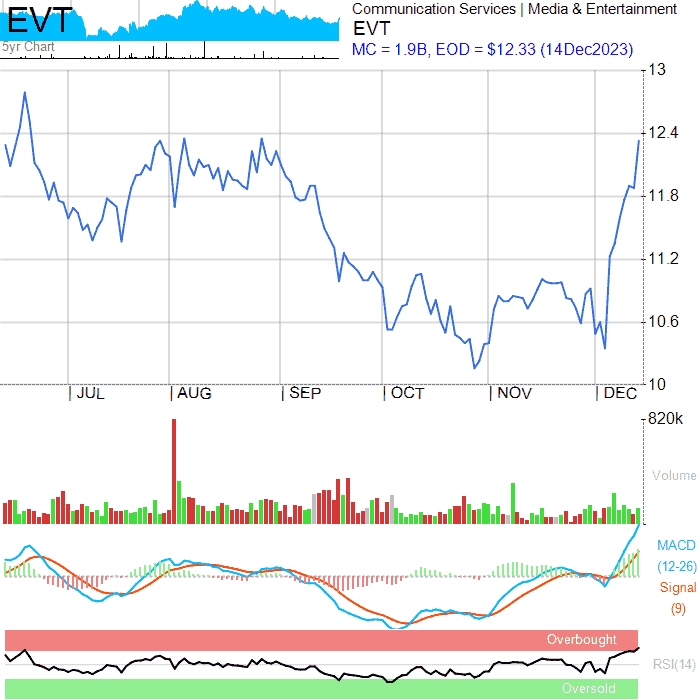 EVT
5yr Chart
Communication Services | Media & Entertainment
EVT
MC = 1.9B, EOD = $12.33 (14Dec2023)
13
12.4
11.8
11.2
10.6
10
JUL
AUG
SEP
OCT
NOV
DEC
820k
Volume
MACD
(12-26)
Signal
(9)
Overbought
RSI(14)
Oversold